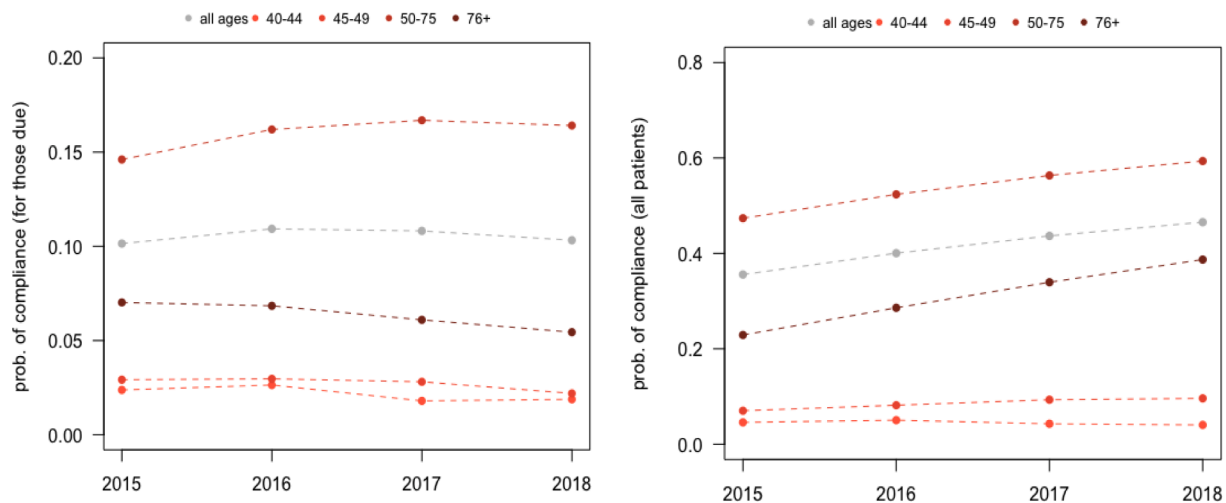 all ages 40-44 45-49 50-75 76+
prob. of compliance (for those due)
0.20
0.15
0.10
0.05
0.00
2015 2016 2017 2018
all ages 40-44 45-49 50-75 76+
prob. of compliance (all patients)
0.8
0.6
0.4
0.2
0.0
2015 2016 2017 2018